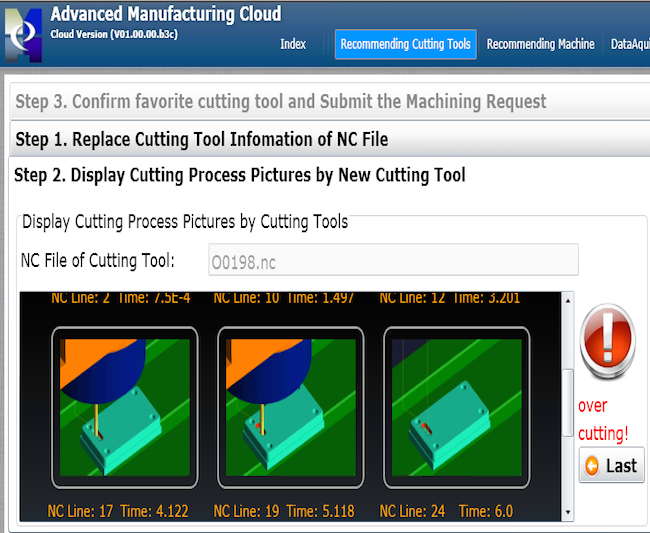 Advanced Manufacturing Cloud
Cloud Version (V01.00.00.b3c)
Index Recommending Cutting Tools Recommending Machine DataAqui
Step 3. Confirm favorite cutting tool and Submit the Machining Request
Step 1. Replace Cutting Tool Infomation of NC File
Step 2. Display Cutting Process Pictures by New Cutting Tool
Display Cutting Process Pictures by Cutting Tools
NC File of Cutting Tool: O0198.nc
NC Line: 2 Time: 7.5E-4 NC Line: 10 Time: 1.497 NC Line: 12 Time: 3.201
over
cutting!
Last
NC Line: 17 Time: 4.122 NC Line: 19 Time: 5.118 NC Line: 24 Time: 6.0